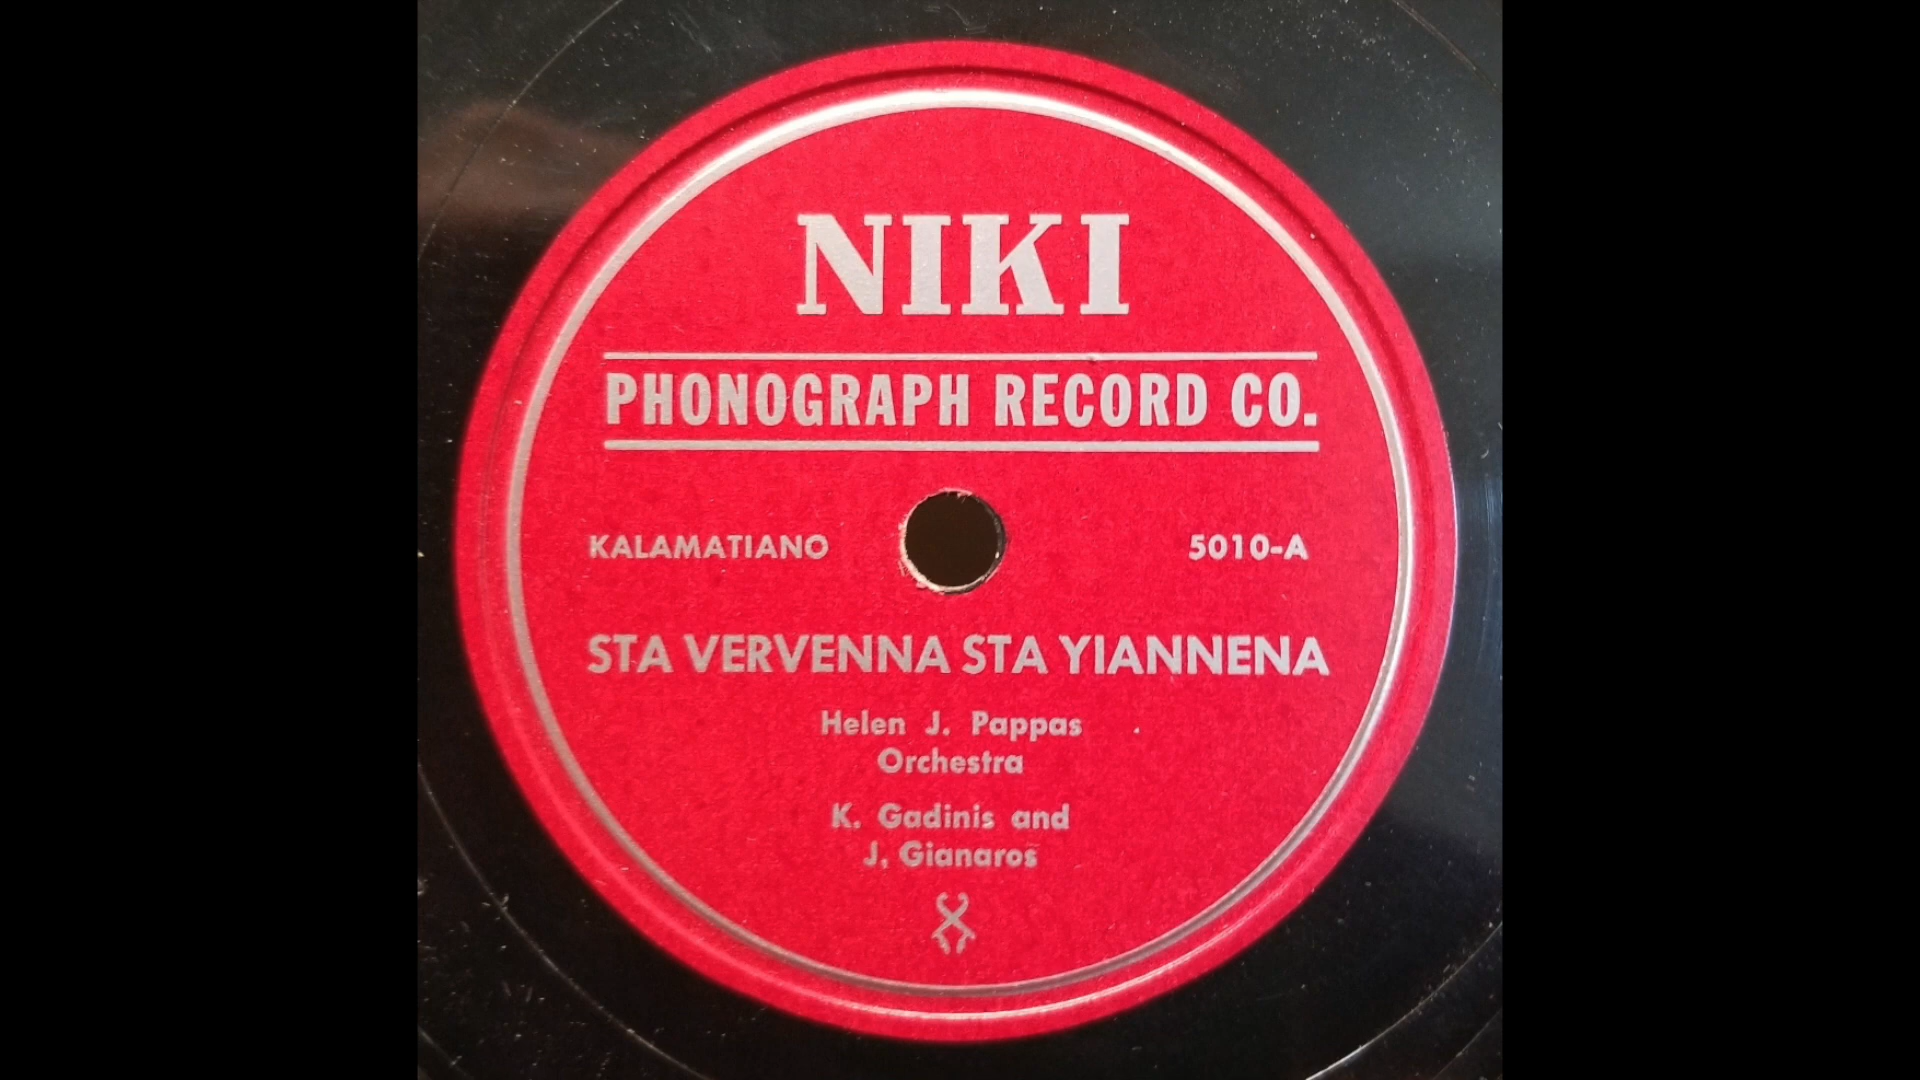 NIKI
PHONOGRAPH RECORD CO.
KALAMATIANO 5010-A
STA VERVENNA STA YIANNENA
Helen J. Pappas
Orchestra
K. Gadinis and
J, Gianaros